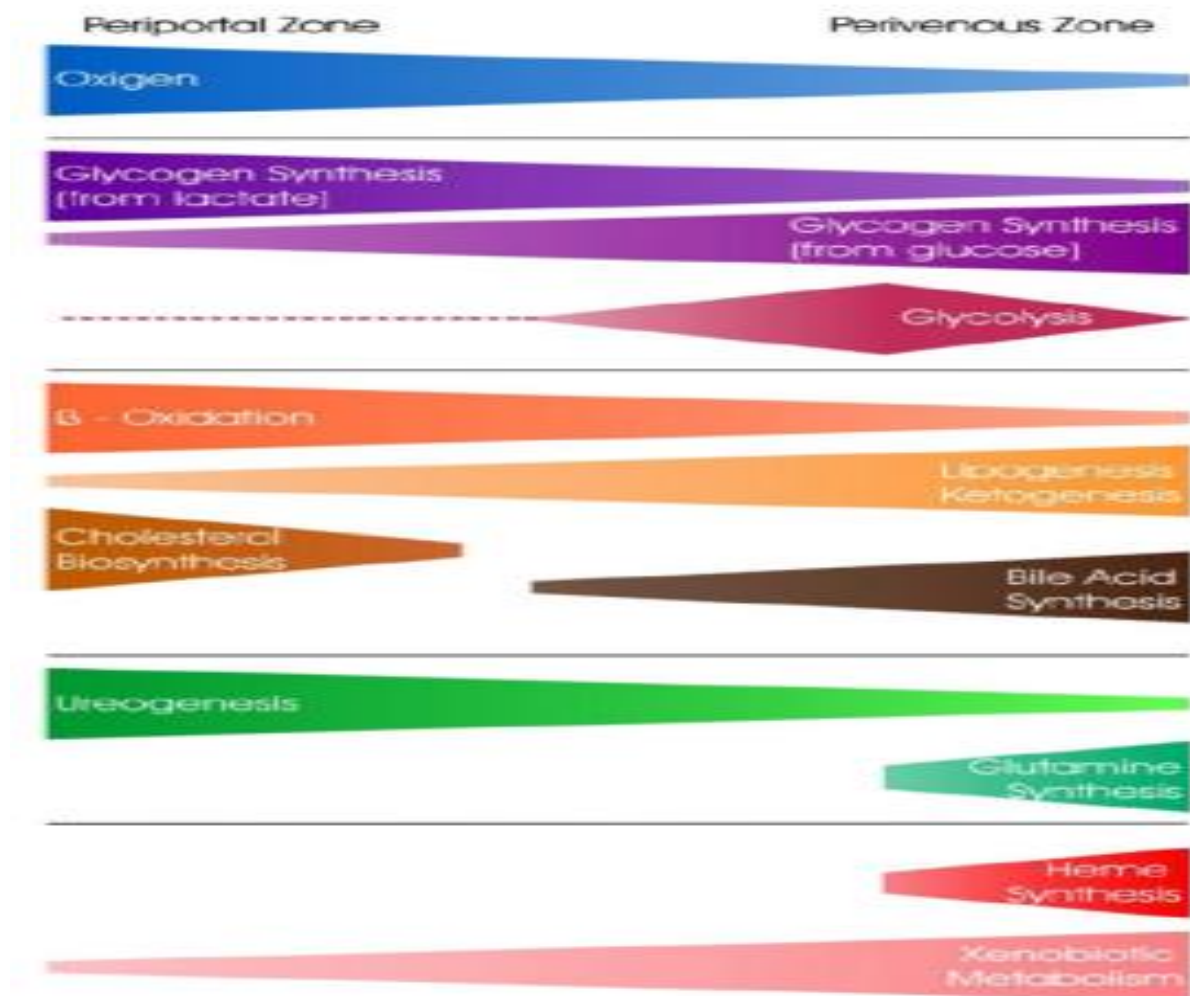 Periportal Zone
Perivenous Zone
Oxigen
Glycogen Synthesis
(from lactate)
Glycogen Synthesis
(from glucose)
Glycolysis
ß - Oxidation
Lipogenesis
Ketogenesis
Cholesterol
Biosynthesis
Bile Acid
Synthesis
Ureogenesis
Glutamine
Synthesis
Heme
Synthesis
Xenobiotic
Metabolism